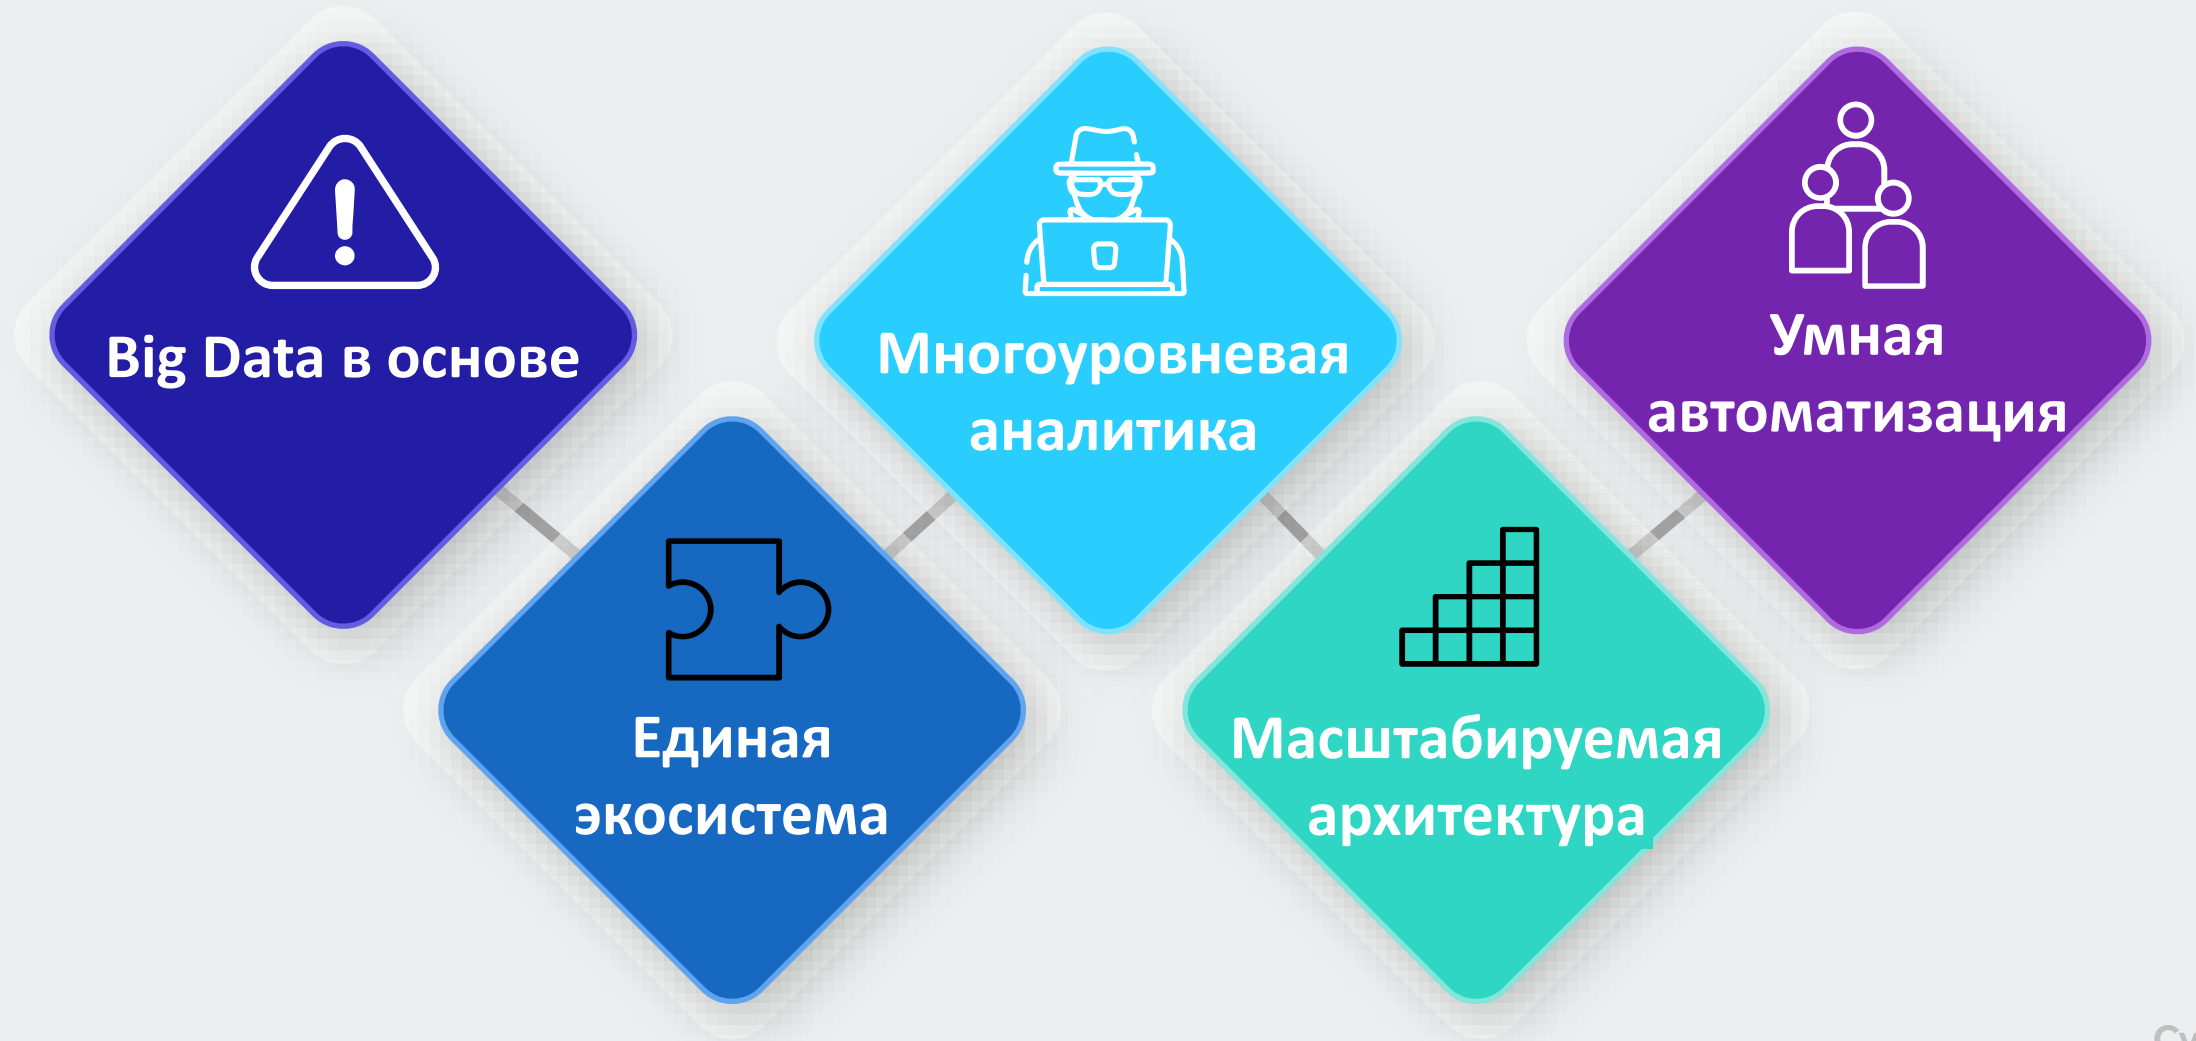 Big Data в основе
Многоуровневая
аналитика
Умная
автоматизация
Единая
экосистема
Масштабируемая
архитектура